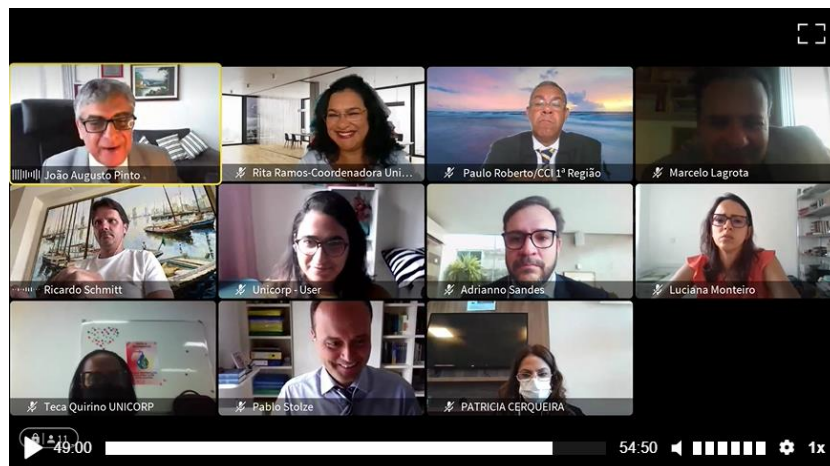 João Augusto Pinto
Rita Ramos-Coordenadora Uni...
Paulo Roberto/CCI 1ª Região
Marcelo Lagrota
Ricardo Schmitt
Unicorp - User
Adrianno Sandes
Luciana Monteiro
Teca Quirino UNICORP
Pablo Stolze
PATRICIA CERQUEIRA
11
49:00
54:50
1x